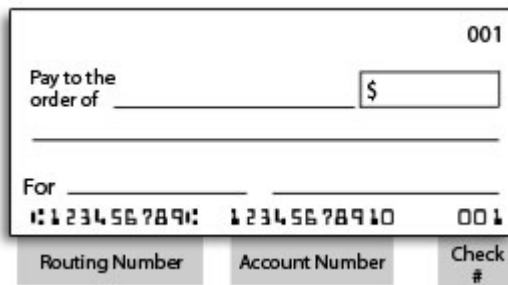 001
Pay to the
order of $
For
⑆123456789⑆ 12345678910 001
Routing Number Account Number Check
#